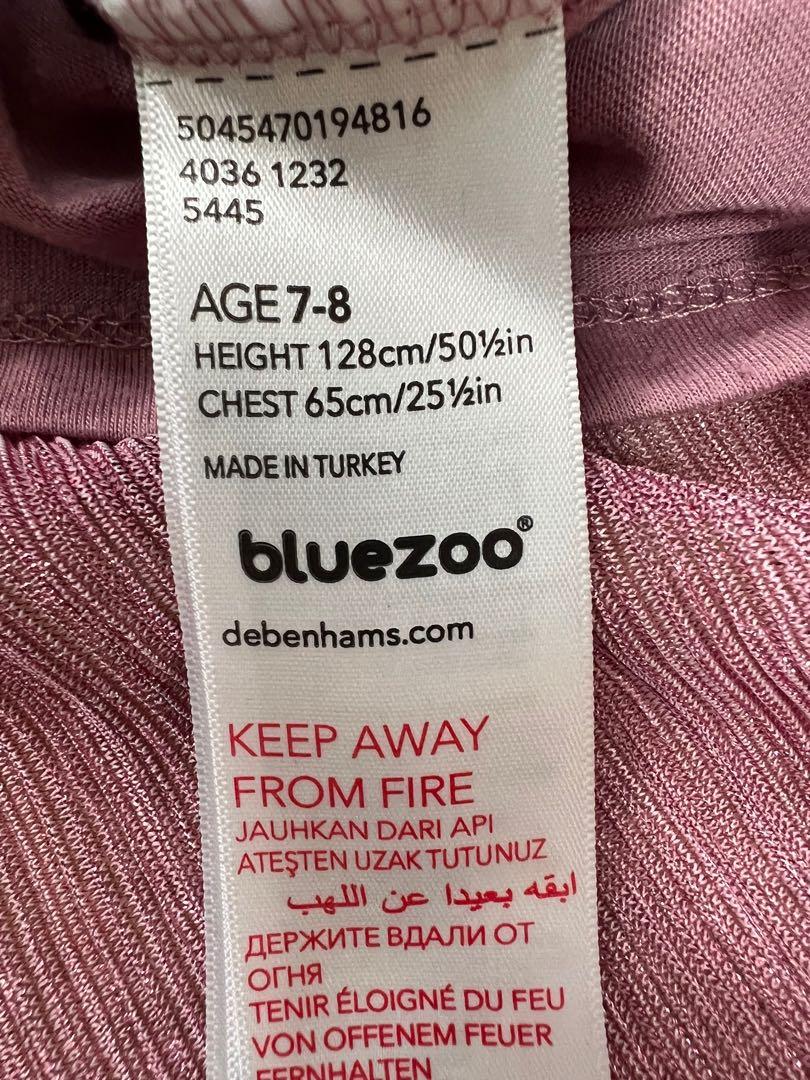 5045470194816
4036 1232
5445
AGE 7-8
HEIGHT 128cm/50½in
CHEST 65cm/25½in
MADE IN TURKEY
bluezoo®
debenhams.com
KEEP AWAY
FROM FIRE
JAUHKAN DARI API
ATEŞTEN UZAK TUTUNUZ
ابقه بعيدا عن اللهب
ДЕРЖИТЕ ВДАЛИ ОТ
ОГНЯ
TENIR ÉLOIGNÉ DU FEU
VON OFFENEM FEUER
FERNHALTEN